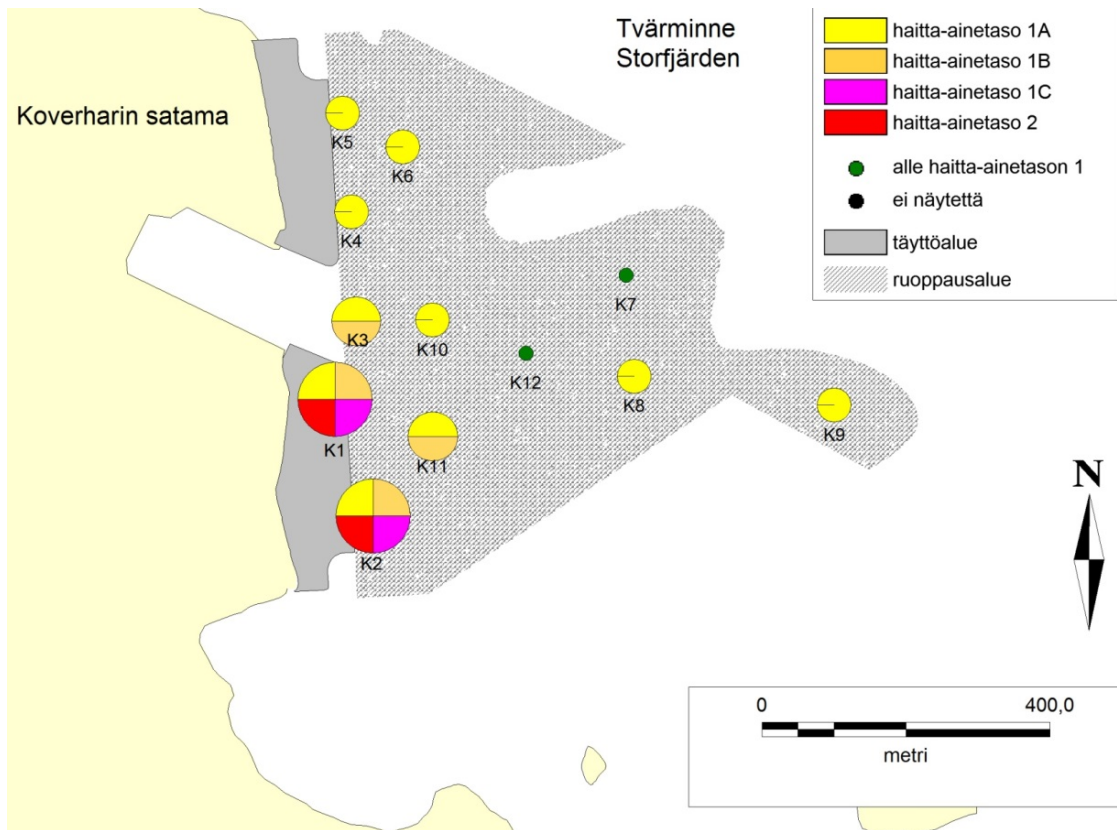 Tvärminne
Storfjärden
Koverharin satama
haitta-ainetaso 1A
haitta-ainetaso 1B
haitta-ainetaso 1C
haitta-ainetaso 2
alle haitta-ainetason 1
ei näytettä
täyttöalue
ruoppausalue
K5
K6
K4
K7
K3
K10
K12
K8
K9
K1
K11
K2
N
0 400,0
metri